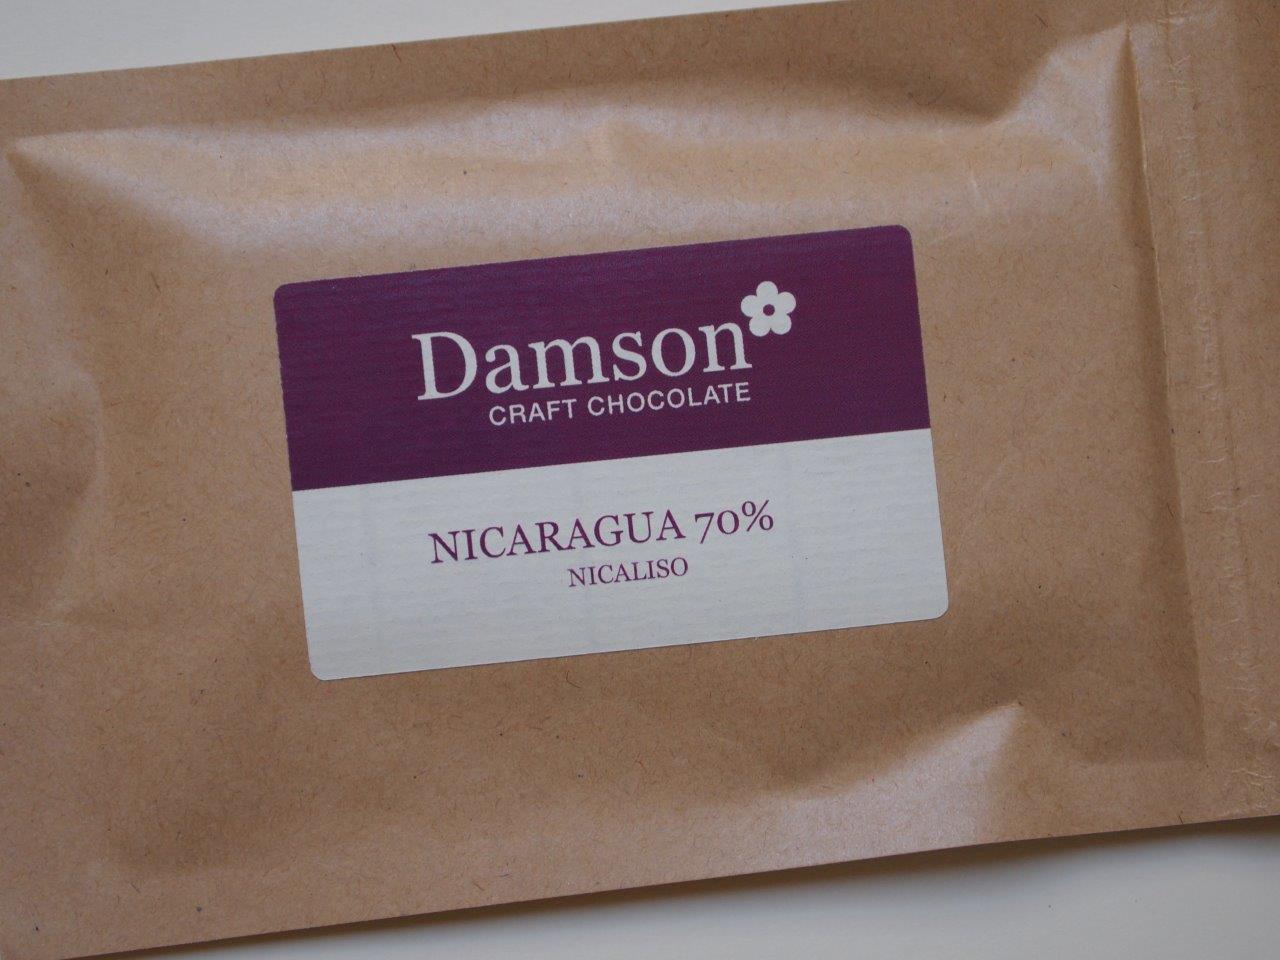 Damson
CRAFT CHOCOLATE
NICARAGUA 70%
NICALISO